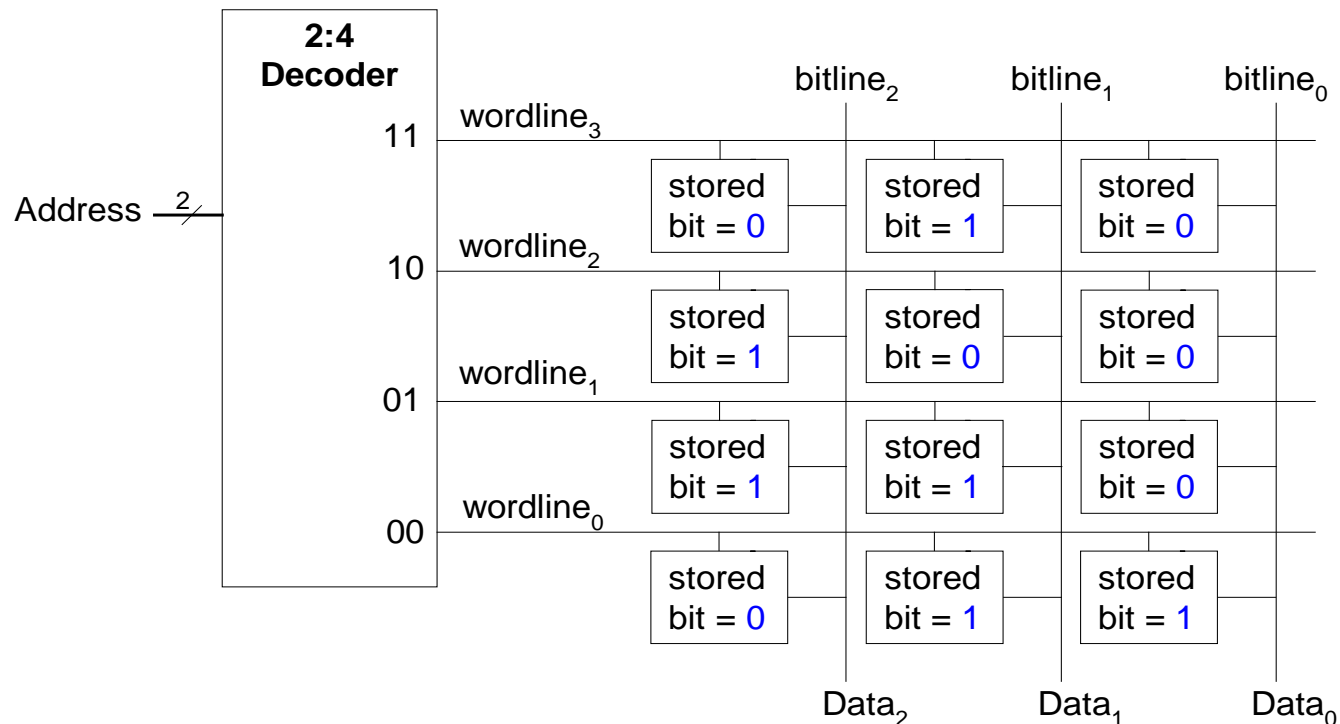 2:4
Decoder
bitline₂ bitline₁ bitline₀
wordline₃
11
stored stored stored
bit = 0 bit = 1 bit = 0
Address 2
wordline₂
10
stored stored stored
bit = 1 bit = 0 bit = 0
wordline₁
01
stored stored stored
bit = 1 bit = 1 bit = 0
wordline₀
00
stored stored stored
bit = 0 bit = 1 bit = 1
Data₂ Data₁ Data₀